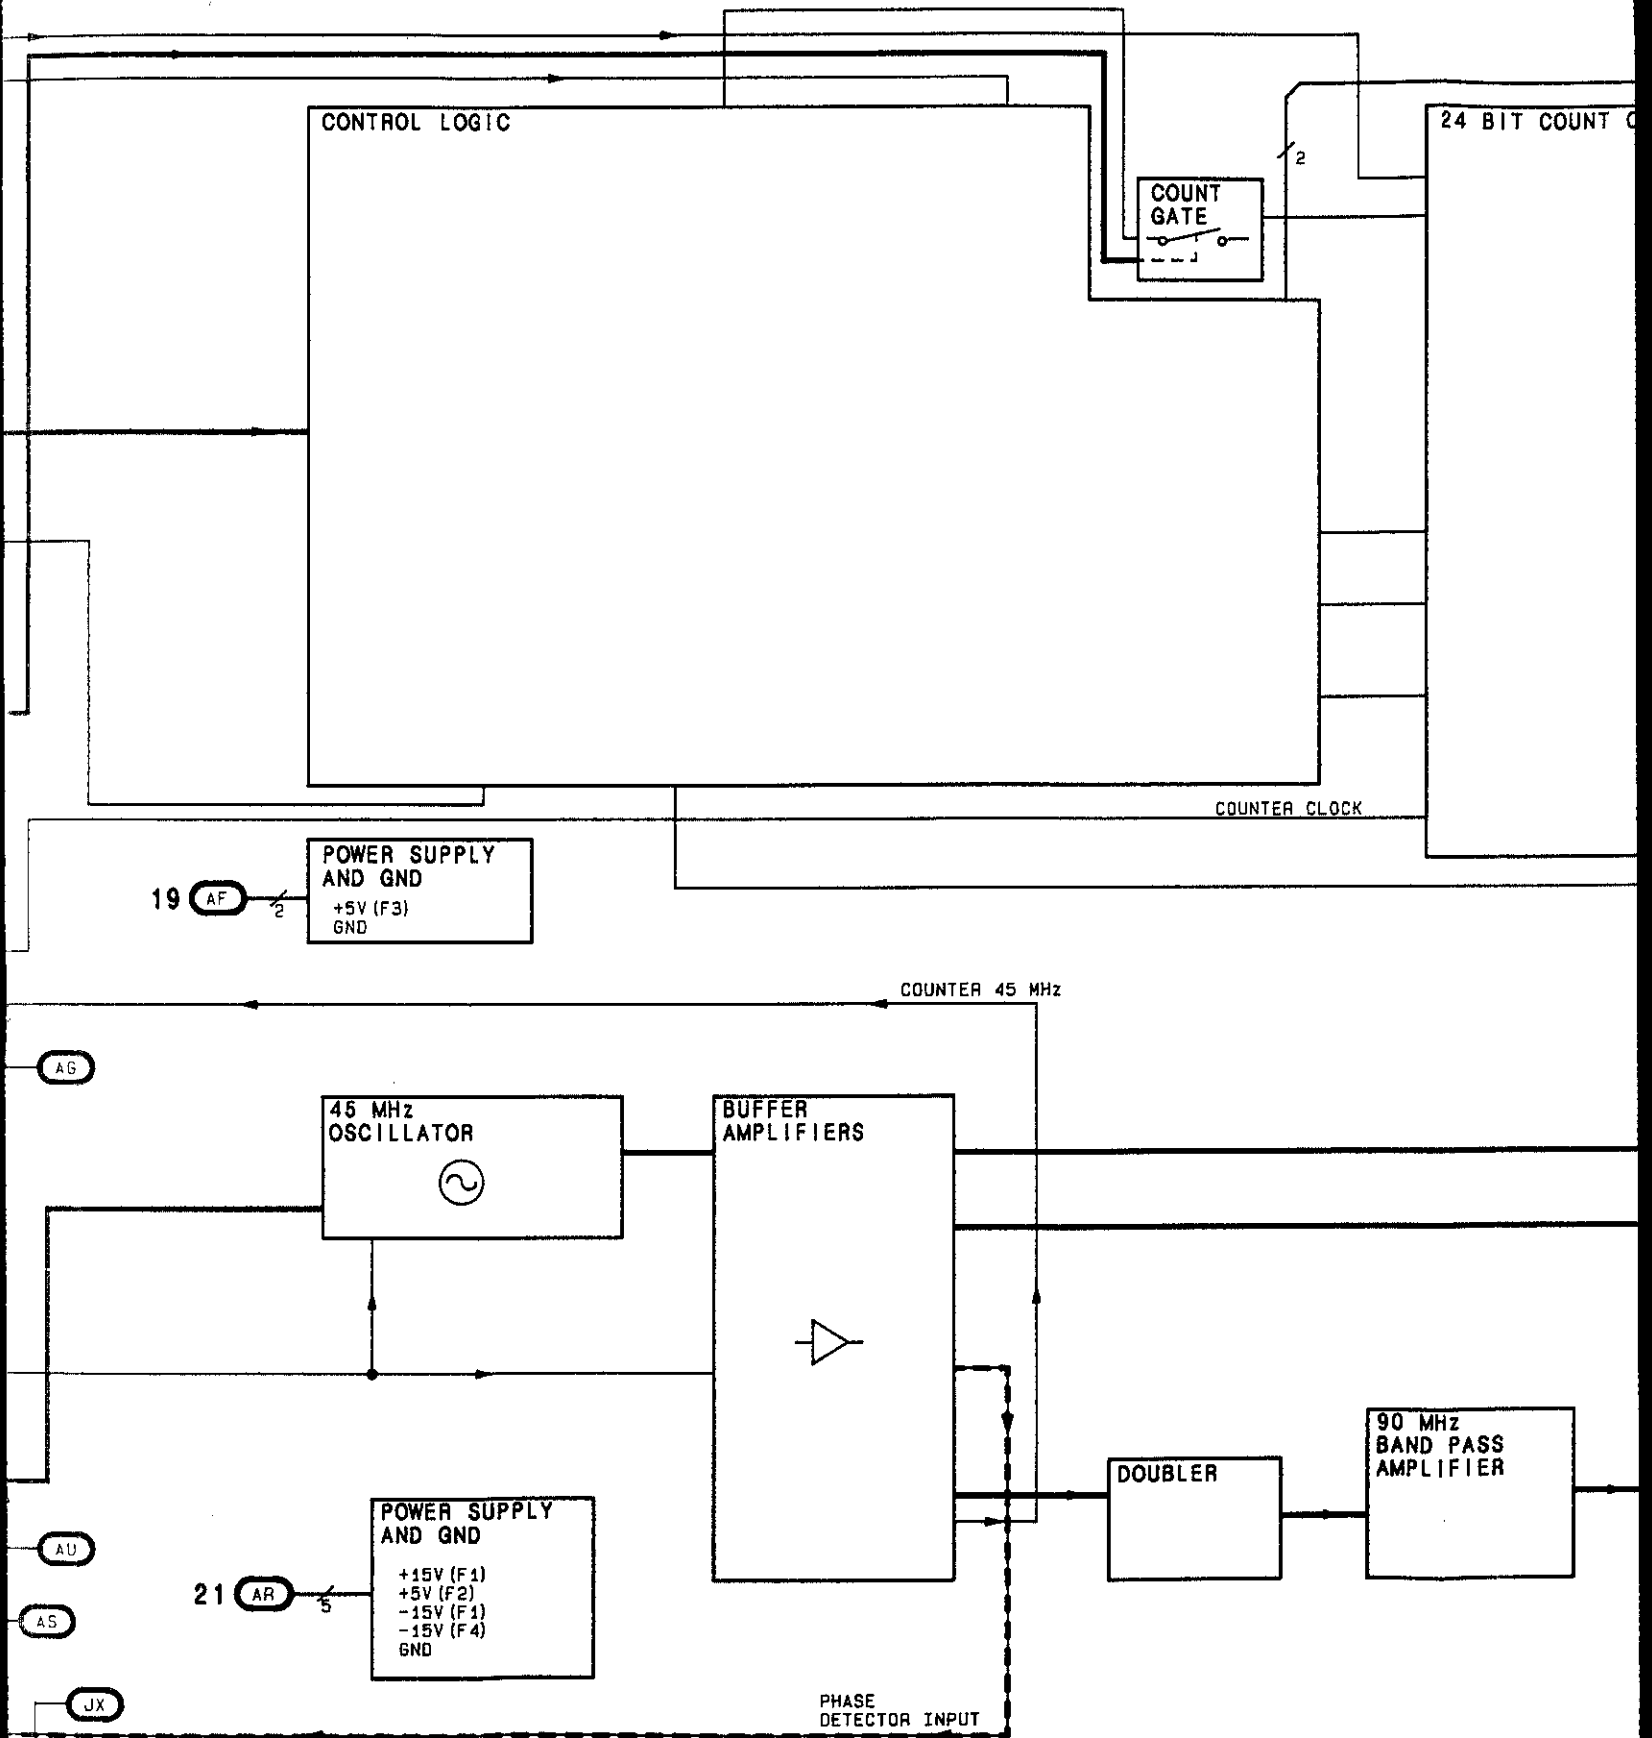 CONTROL LOGIC
24 BIT COUNT
2
COUNT
GATE
COUNTER CLOCK
POWER SUPPLY
AND GND
+5V (F3)
GND
19 AF 2
COUNTER 45 MHz
AG
45 MHz
OSCILLATOR
BUFFER
AMPLIFIERS
90 MHz
BAND PASS
AMPLIFIER
DOUBLER
POWER SUPPLY
AND GND
+15V (F1)
+5V (F2)
-15V (F1)
-15V (F4)
GND
AU
21 AR 5
AS
JX
PHASE
DETECTOR INPUT